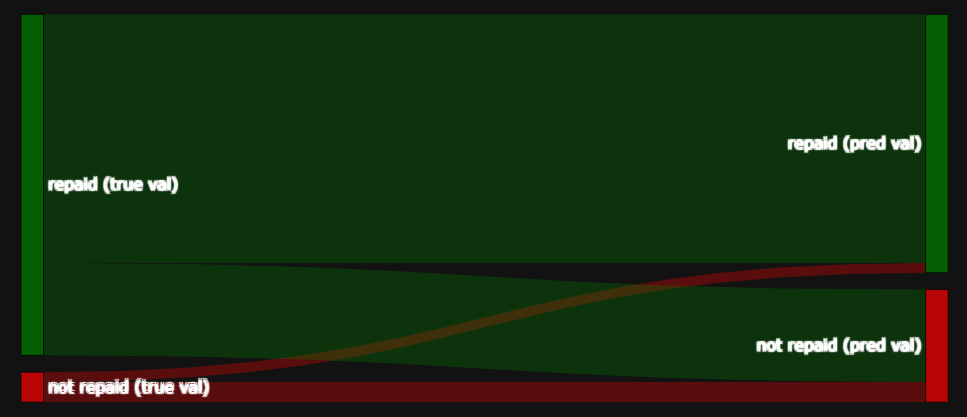 repaid (pred val)
repaid (true val)
not repaid (pred val)
not repaid (true val)